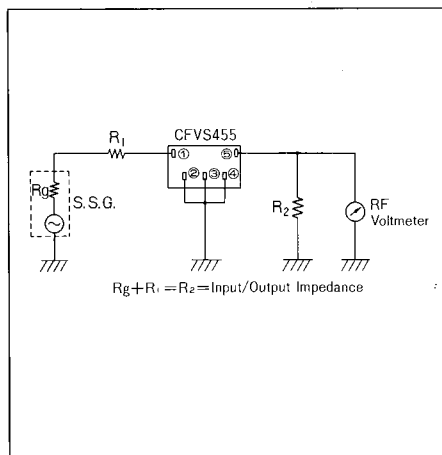 CFVS455
R₁
① ⑤
② ③ ④
Rg
S.S.G.
R₂
RF
Voltmeter
Rg+R₁=R₂=Input/Output Impedance